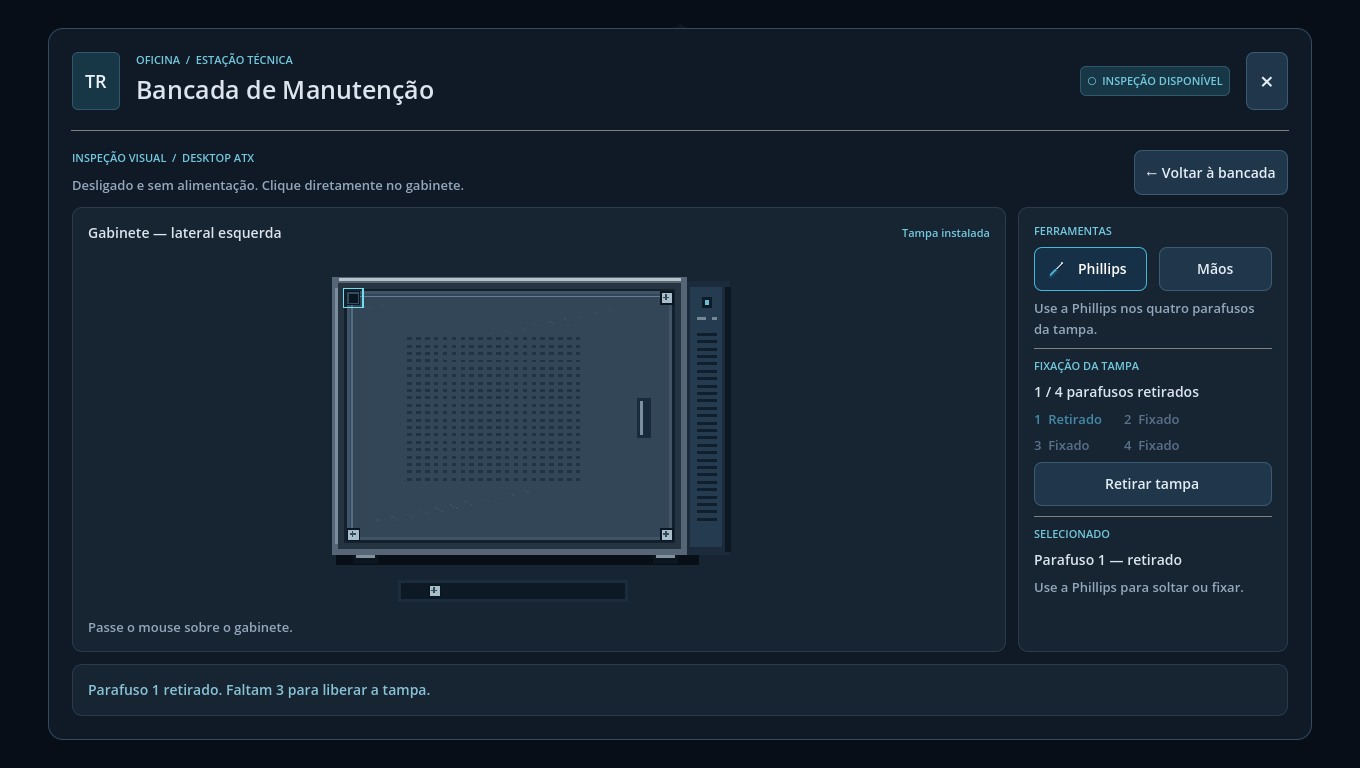 TR
OFICINA / ESTAÇÃO TÉCNICA
Bancada de Manutenção
INSPEÇÃO DISPONÍVEL
×
INSPEÇÃO VISUAL / DESKTOP ATX
Desligado e sem alimentação. Clique diretamente no gabinete.
← Voltar à bancada
Gabinete — lateral esquerda
Tampa instalada
Passe o mouse sobre o gabinete.
FERRAMENTAS
Phillips
Mãos
Use a Phillips nos quatro parafusos
da tampa.
FIXAÇÃO DA TAMPA
1 / 4 parafusos retirados
1 Retirado 2 Fixado
3 Fixado 4 Fixado
Retirar tampa
SELECIONADO
Parafuso 1 — retirado
Use a Phillips para soltar ou fixar.
Parafuso 1 retirado. Faltam 3 para liberar a tampa.